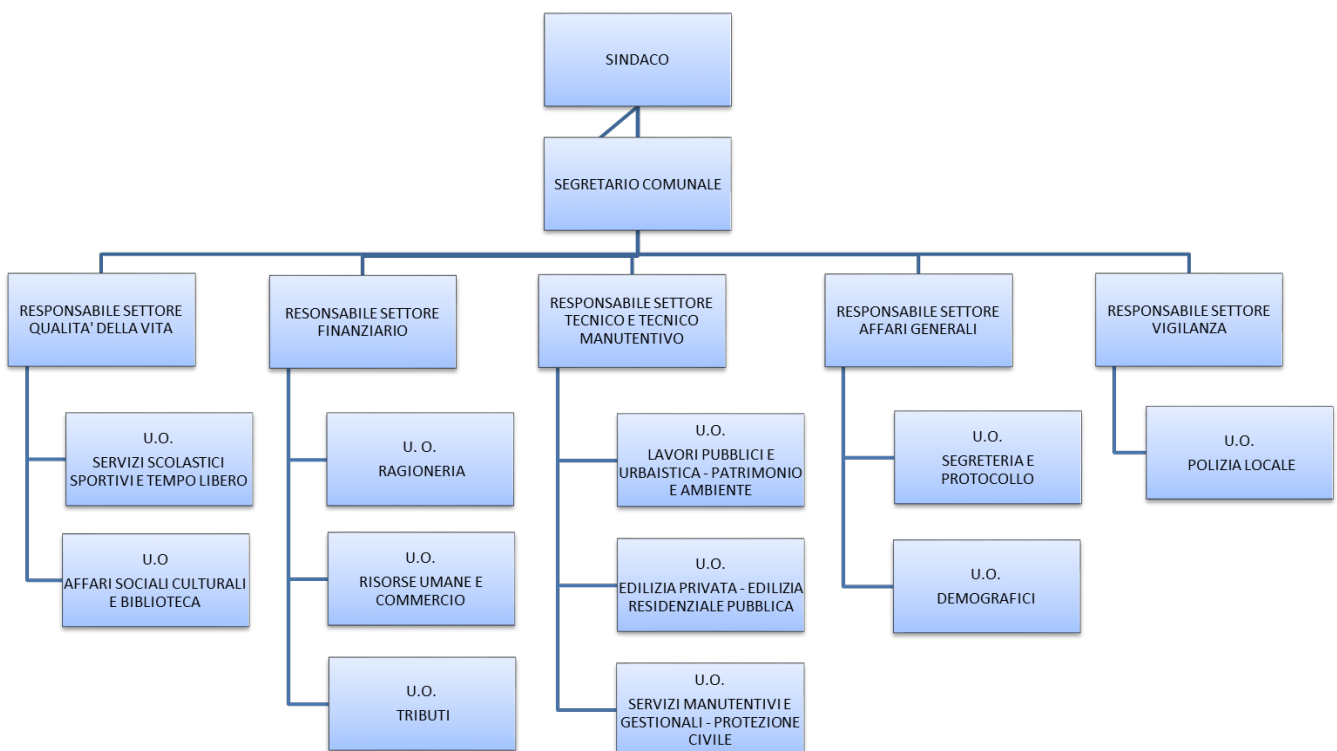 SINDACO
SEGRETARIO COMUNALE
RESPONSABILE SETTORE
QUALITA' DELLA VITA
RESONSABILE SETTORE
FINANZIARIO
RESPONSABILE SETTORE
TECNICO E TECNICO
MANUTENTIVO
RESPONSABILE SETTORE
AFFARI GENERALI
RESPONSABILE SETTORE
VIGILANZA
U.O.
SERVIZI SCOLASTICI
SPORTIVI E TEMPO LIBERO
U.O
AFFARI SOCIALI CULTURALI
E BIBLIOTECA
U. O.
RAGIONERIA
U.O.
RISORSE UMANE E
COMMERCIO
U.O.
TRIBUTI
U.O.
LAVORI PUBBLICI E
URBAISTICA - PATRIMONIO
E AMBIENTE
U.O.
EDILIZIA PRIVATA - EDILIZIA
RESIDENZIALE PUBBLICA
U.O.
SERVIZI MANUTENTIVI E
GESTIONALI - PROTEZIONE
CIVILE
U.O.
SEGRETERIA E
PROTOCOLLO
U.O.
DEMOGRAFICI
U.O.
POLIZIA LOCALE